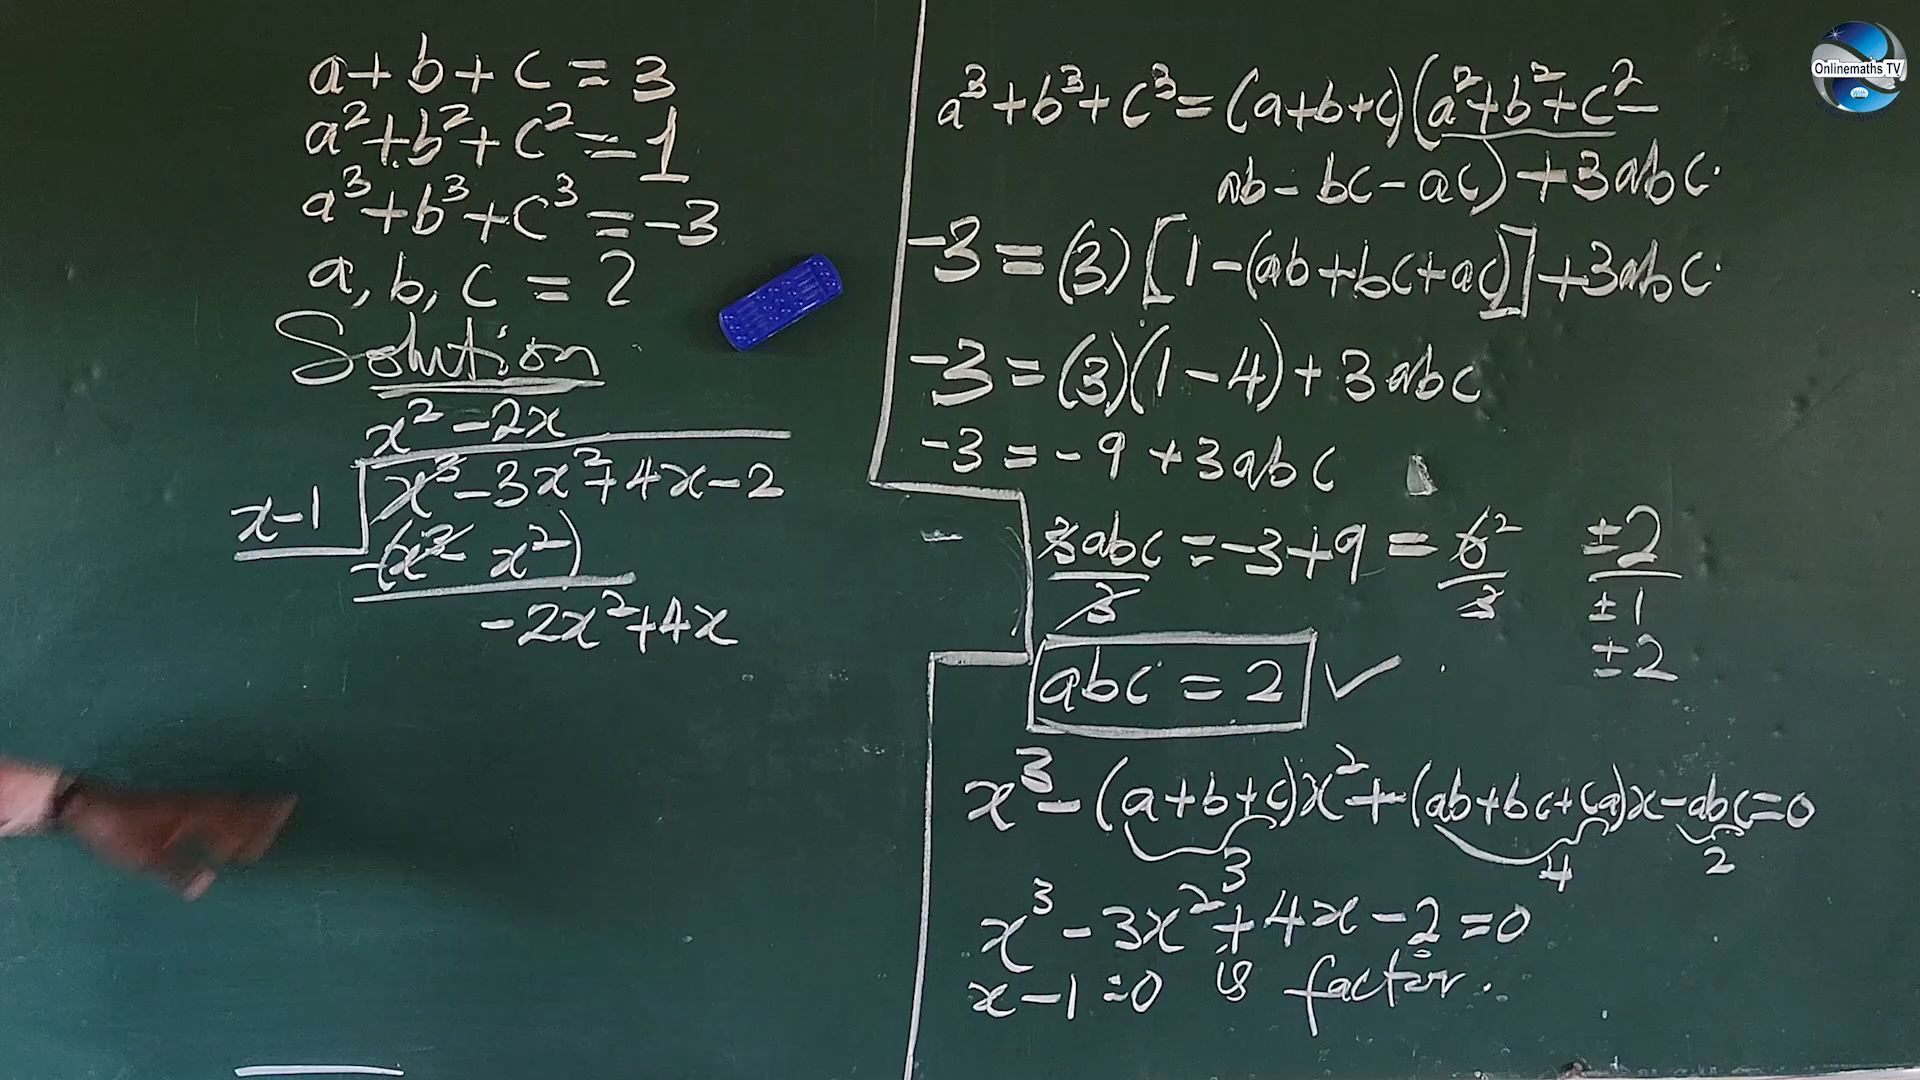 a+b+c=3
a²+b²+c²=1
a³+b³+c³=-3
a, b, c = ?
Solution
x²-2x
x-1 x³-3x²+4x-2
-(x³ x²)
-2x²+4x
a³+b³+c³=(a+b+c)(a²+b²+c²-
ab-bc-ac)+3abc.
-3=(3)[1-(ab+bc+ac)]+3abc.
-3=(3)(1-4)+3abc
-3=-9+3abc
3abc/3=-3+9=6²/3
±2
±1
±2
abc=2 ✓
x³-(a+b+c)x²+(ab+bc+ca)x-abc=0
3 4 2
x³-3x²+4x-2=0
x-1=0 is factor.
Onlinemaths TV
With